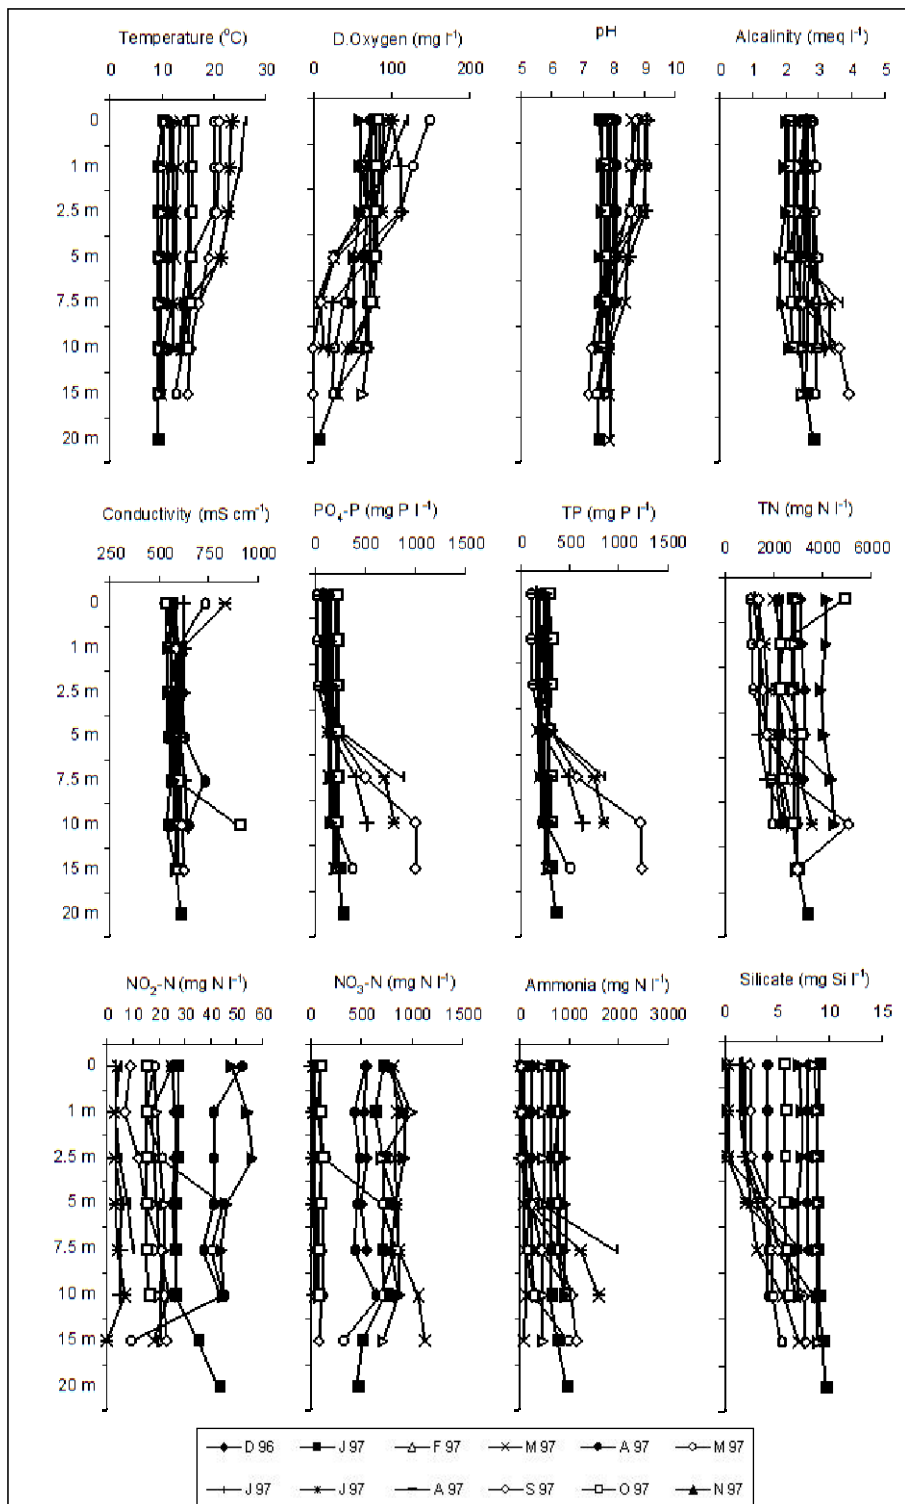 Temperature (°C)
0 10 20 30
D.Oxygen (mg l⁻¹)
0 100 200
pH
5 6 7 8 9 10
Alcalinity (meq l⁻¹)
0 1 2 3 4 5
0
1 m
2.5 m
5 m
7.5 m
10 m
15 m
20 m
Conductivity (mS cm⁻¹)
250 500 750 1000
PO₄-P (mg P l⁻¹)
0 500 1000 1500
TP (mg P l⁻¹)
0 500 1000 1500
TN (mg N l⁻¹)
0 2000 4000 6000
0
1 m
2.5 m
5 m
7.5 m
10 m
15 m
20 m
NO₂-N (mg N l⁻¹)
0 10 20 30 40 50 60
NO₃-N (mg N l⁻¹)
0 500 1000 1500
Ammonia (mg N l⁻¹)
0 1000 2000 3000
Silicate (mg Si l⁻¹)
0 5 10 15
0
1 m
2.5 m
5 m
7.5 m
10 m
15 m
20 m
D 96 J 97 F 97 M 97 A 97 M 97
J 97 J 97 A 97 S 97 O 97 N 97